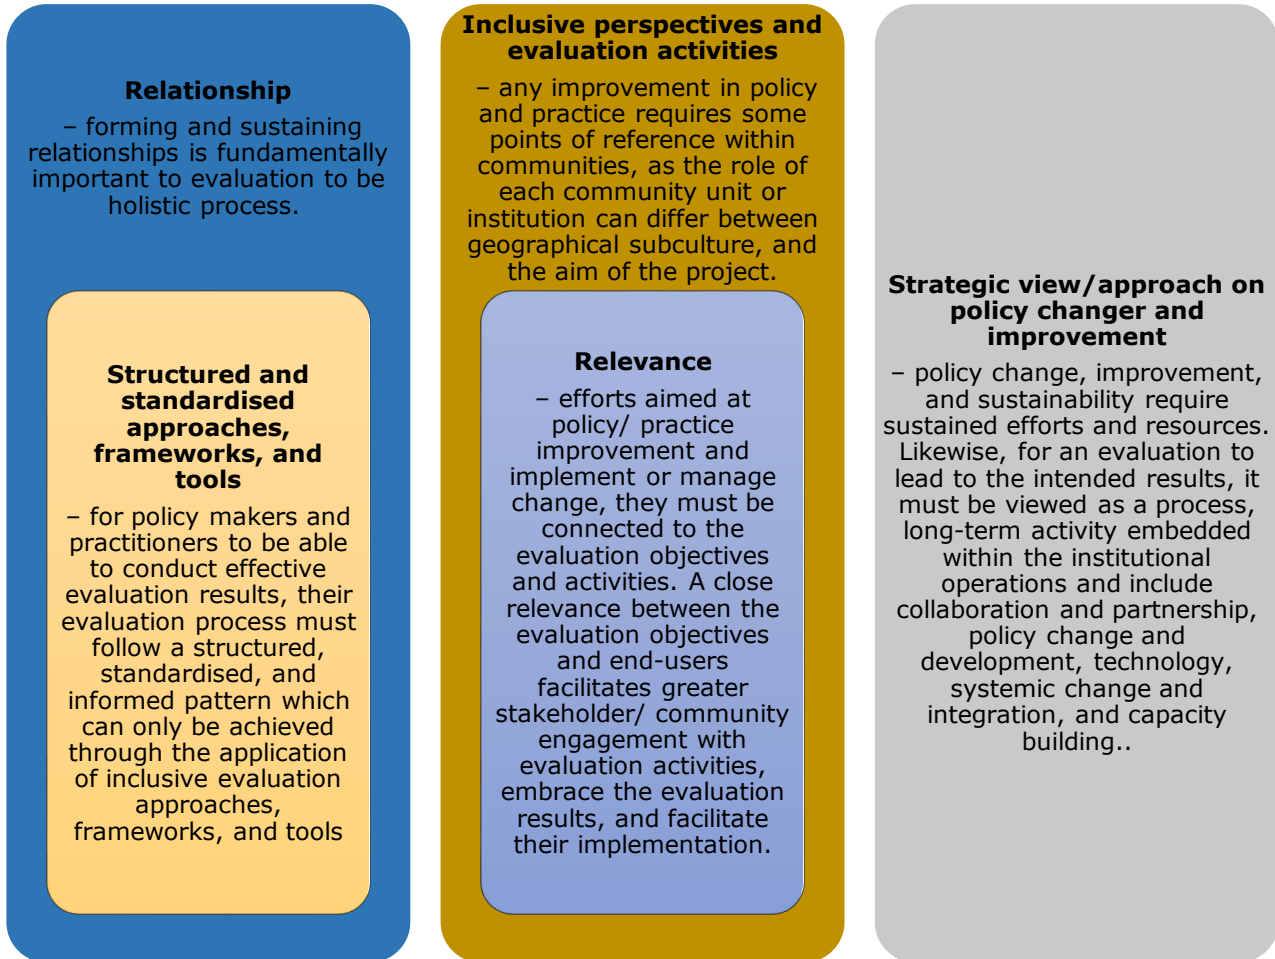 Relationship
– forming and sustaining
relationships is fundamentally
important to evaluation to be
holistic process.
Structured and
standardised
approaches,
frameworks, and
tools
– for policy makers and
practitioners to be able
to conduct effective
evaluation results, their
evaluation process must
follow a structured,
standardised, and
informed pattern which
can only be achieved
through the application
of inclusive evaluation
approaches,
frameworks, and tools
Inclusive perspectives and
evaluation activities
– any improvement in policy
and practice requires some
points of reference within
communities, as the role of
each community unit or
institution can differ between
geographical subculture, and
the aim of the project.
Relevance
– efforts aimed at
policy/ practice
improvement and
implement or manage
change, they must be
connected to the
evaluation objectives
and activities. A close
relevance between the
evaluation objectives
and end-users
facilitates greater
stakeholder/ community
engagement with
evaluation activities,
embrace the evaluation
results, and facilitate
their implementation.
Strategic view/approach on
policy changer and
improvement
– policy change, improvement,
and sustainability require
sustained efforts and resources.
Likewise, for an evaluation to
lead to the intended results, it
must be viewed as a process,
long-term activity embedded
within the institutional
operations and include
collaboration and partnership,
policy change and
development, technology,
systemic change and
integration, and capacity
building..